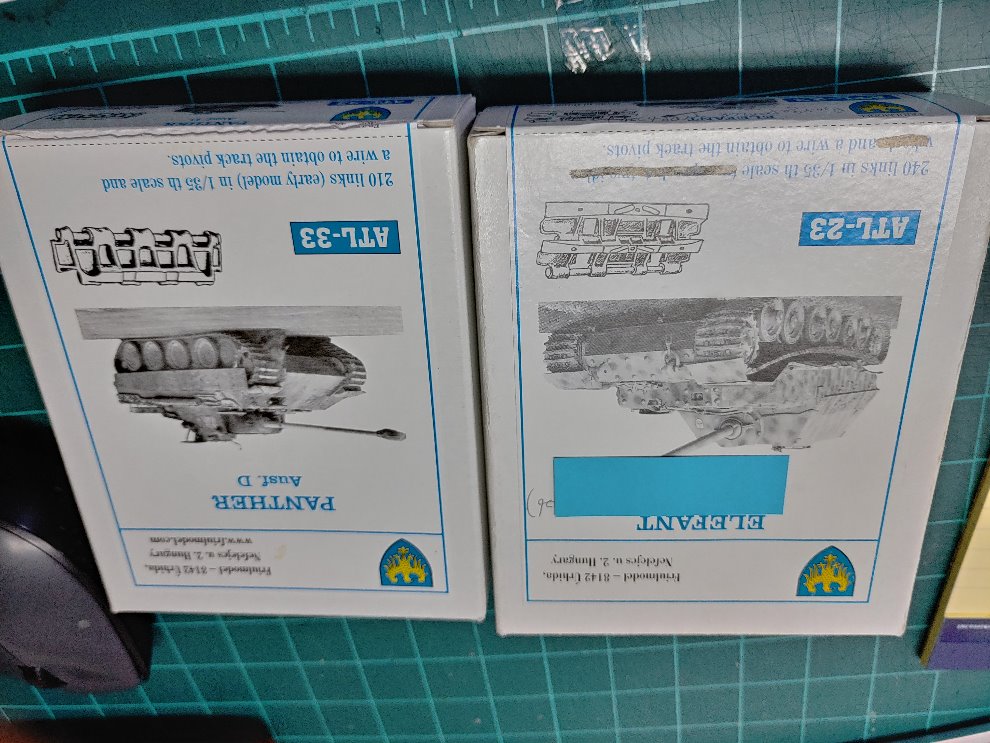 Friulmodel – 8142 Úrhida,
Nefelejcs u. 2. Hungary
ELEFANT
ATL-23
240 links in 1/35 th scale
and a wire to obtain the track pivots.
Friulmodel – 8142 Úrhida,
Nefelejcs u. 2. Hungary
www.friulmodel.com
PANTHER
Ausf. D
ATL-33
210 links (early model) in 1/35 th scale and
a wire to obtain the track pivots.